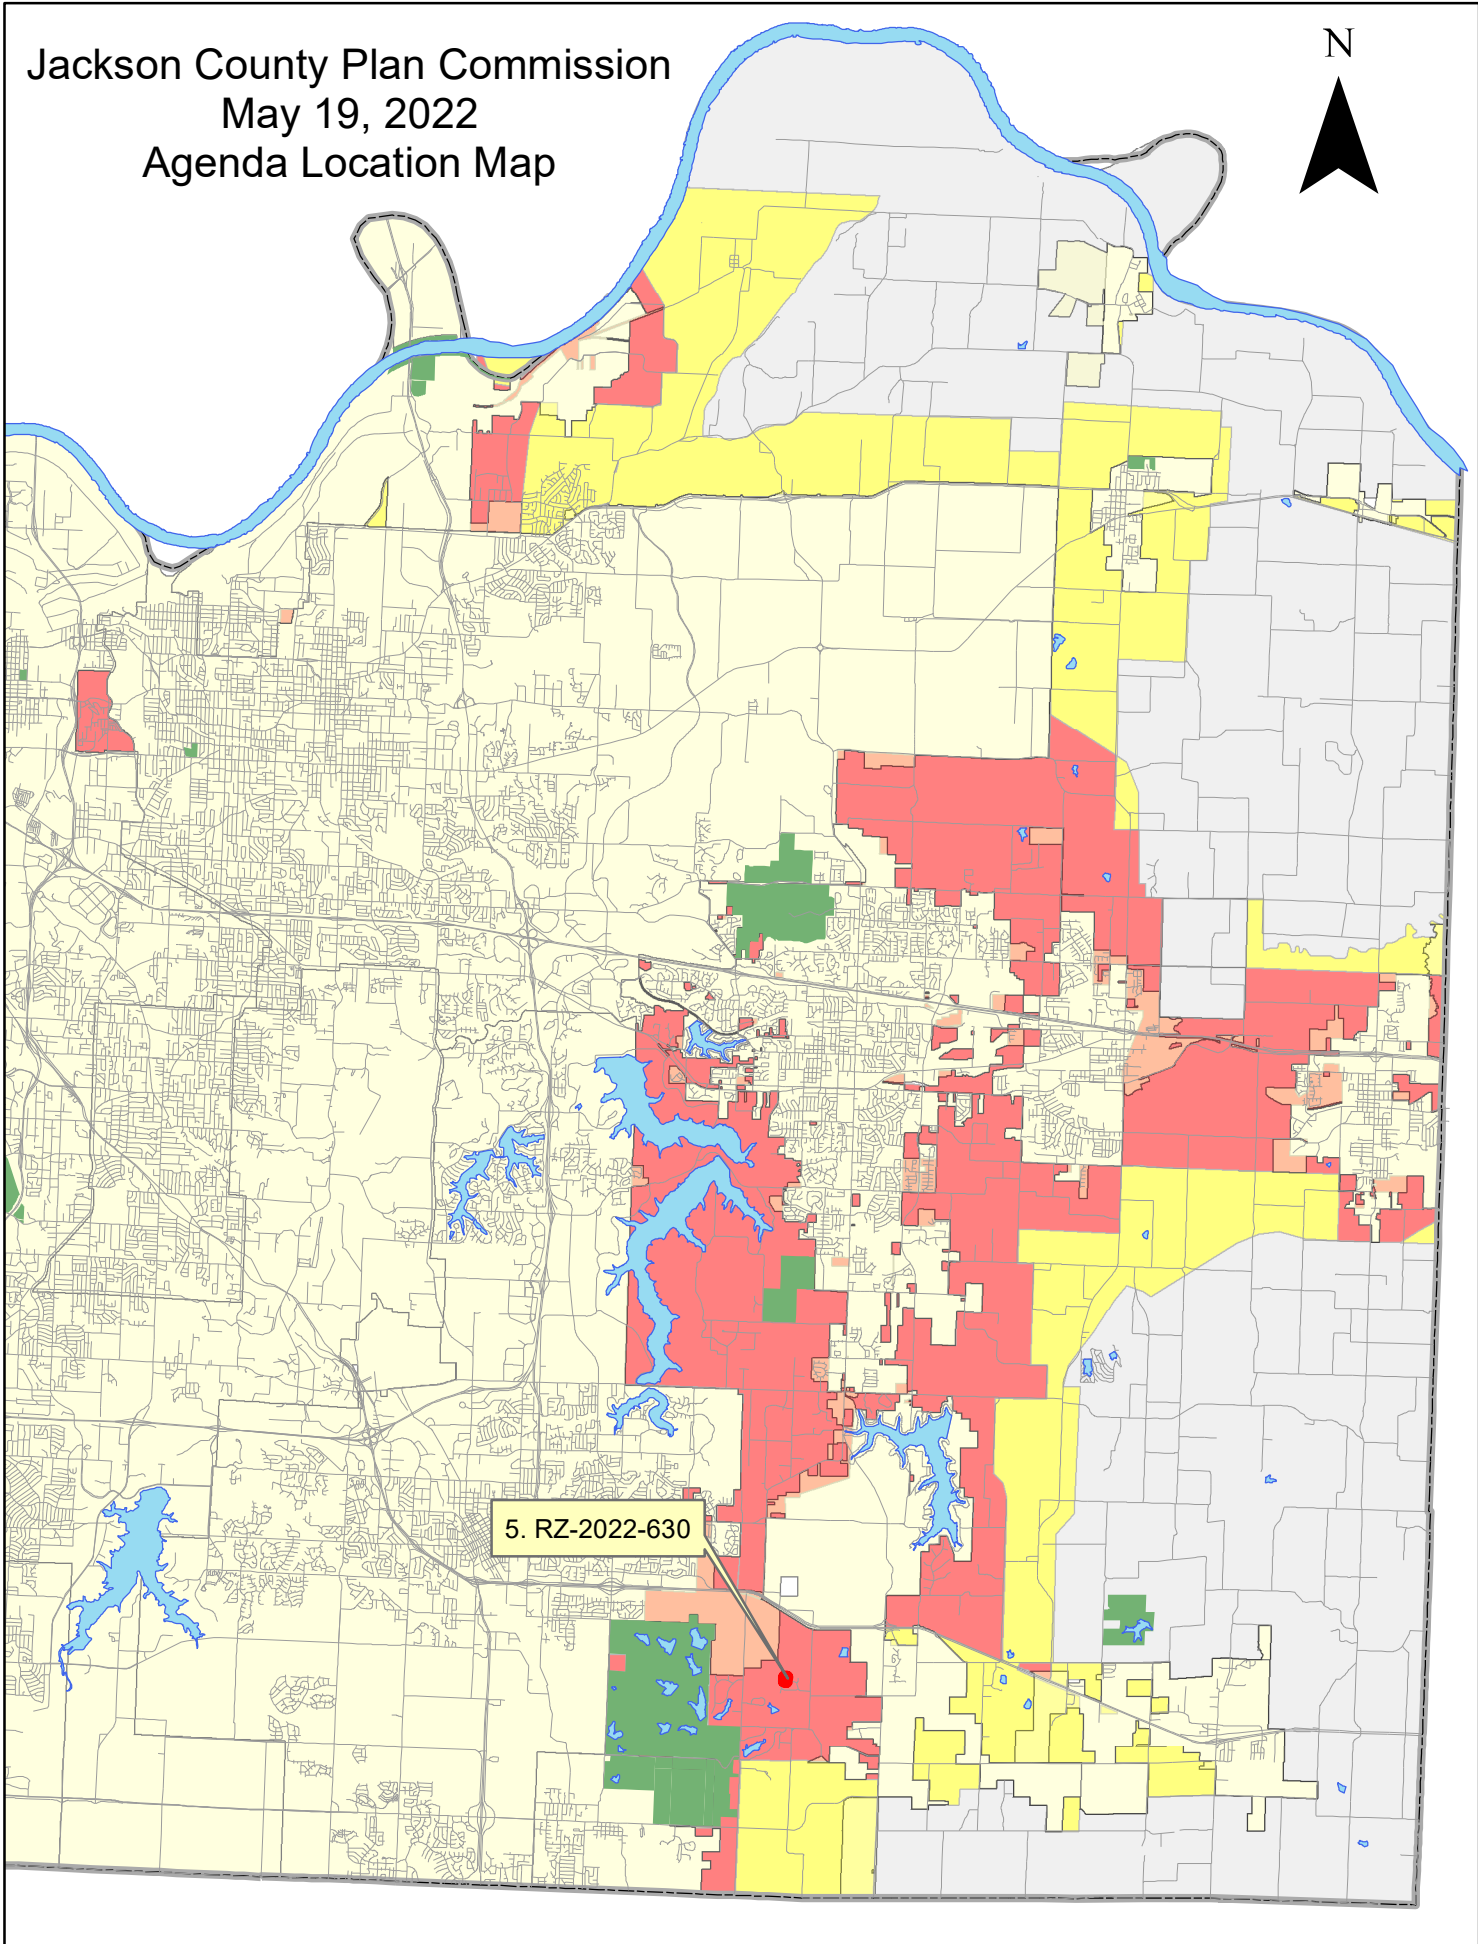 Jackson County Plan Commission
May 19, 2022
Agenda Location Map
N
5. RZ-2022-630